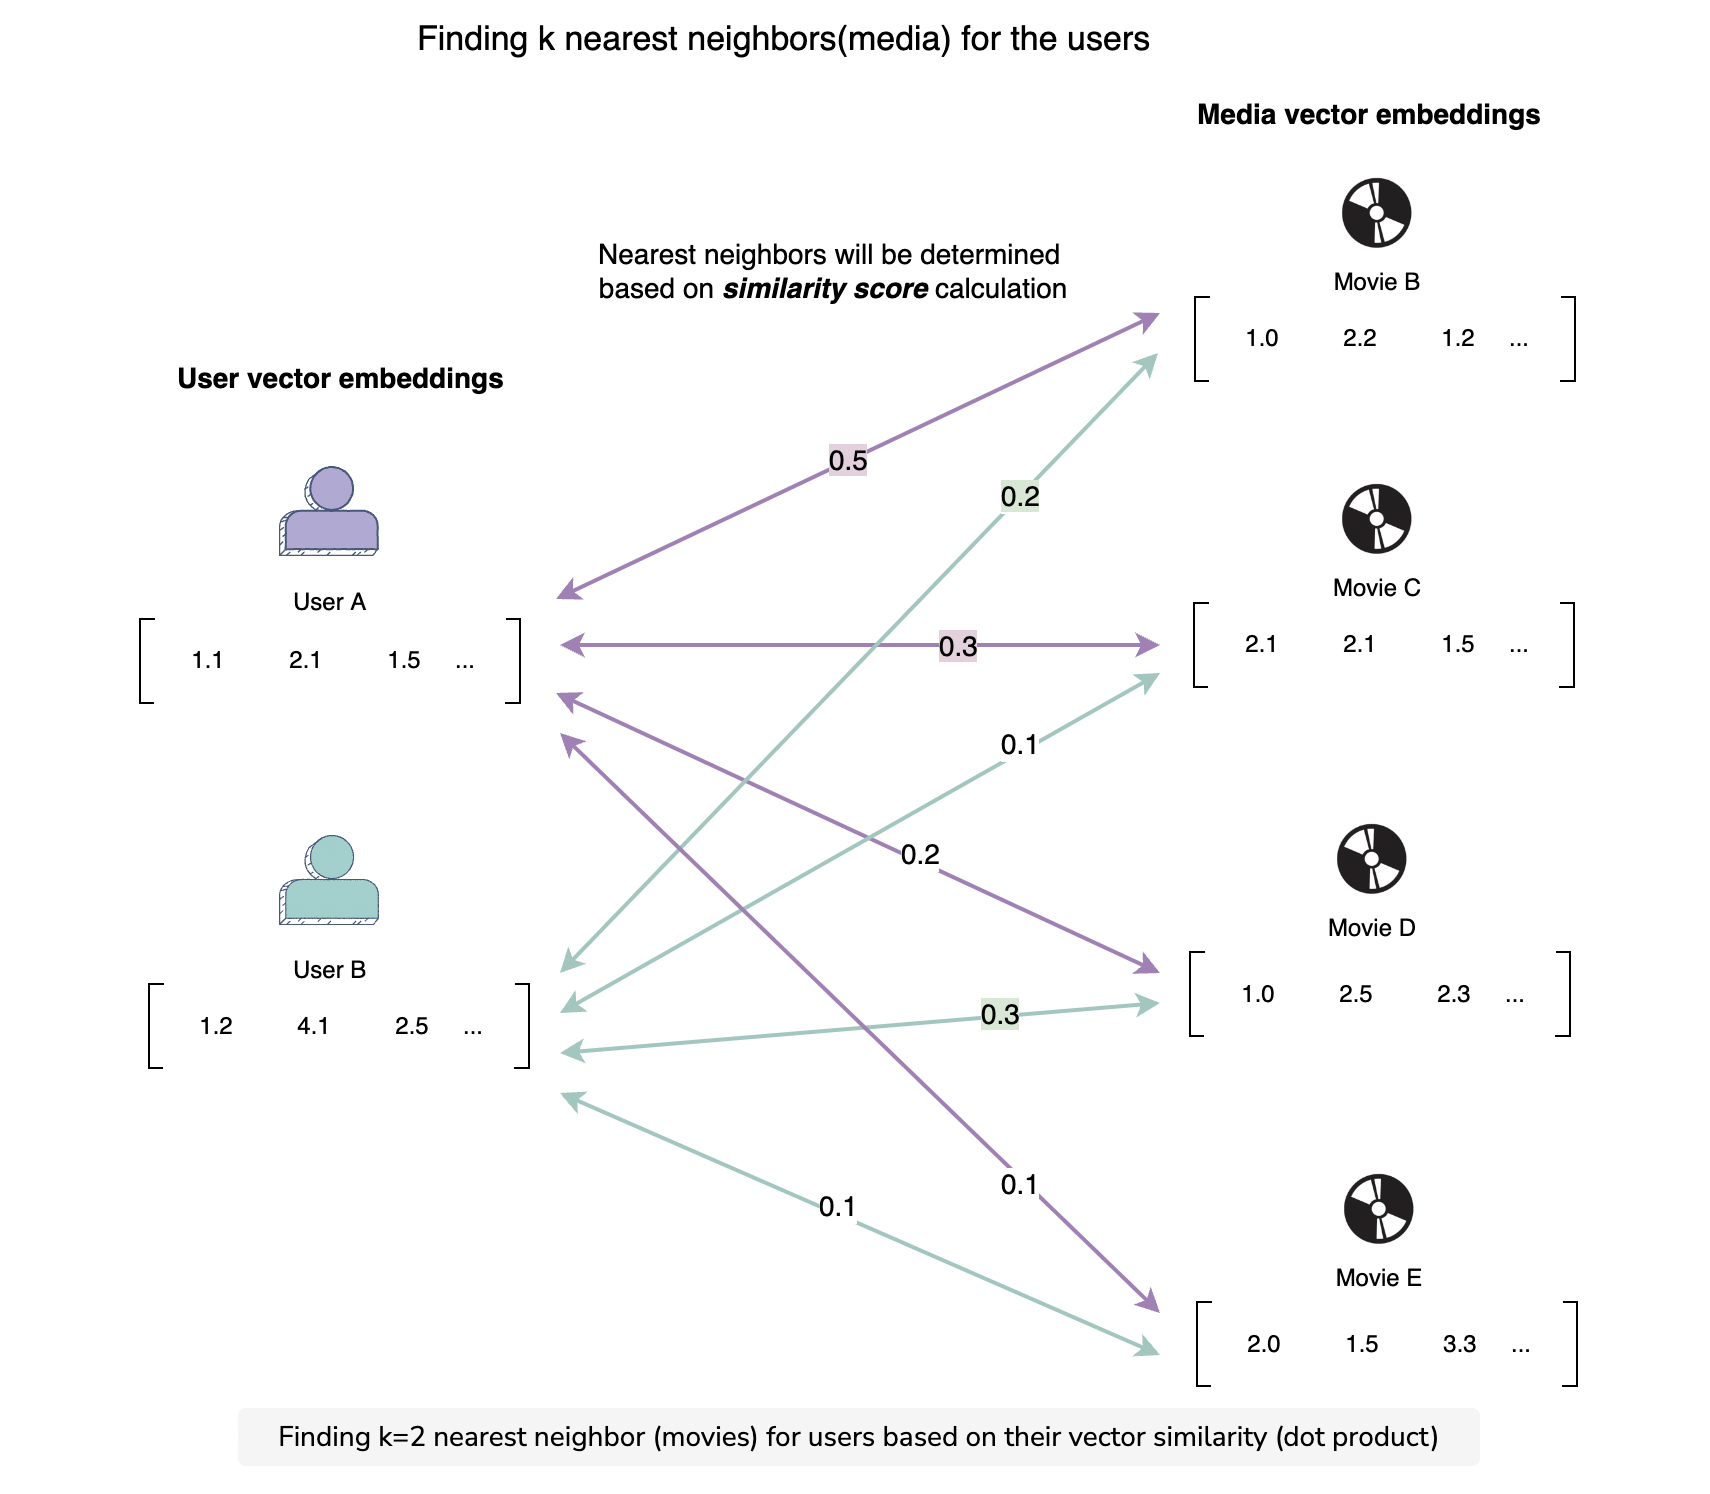 Finding k nearest neighbors(media) for the users
Media vector embeddings
Movie B
1.0 2.2 1.2 ...
Nearest neighbors will be determined
based on similarity score calculation
User vector embeddings
User A
1.1 2.1 1.5 ...
0.5
0.2
Movie C
2.1 2.1 1.5 ...
0.3
0.1
0.2
User B
1.2 4.1 2.5 ...
Movie D
1.0 2.5 2.3 ...
0.3
0.1
0.1
Movie E
2.0 1.5 3.3 ...
Finding k=2 nearest neighbor (movies) for users based on their vector similarity (dot product)